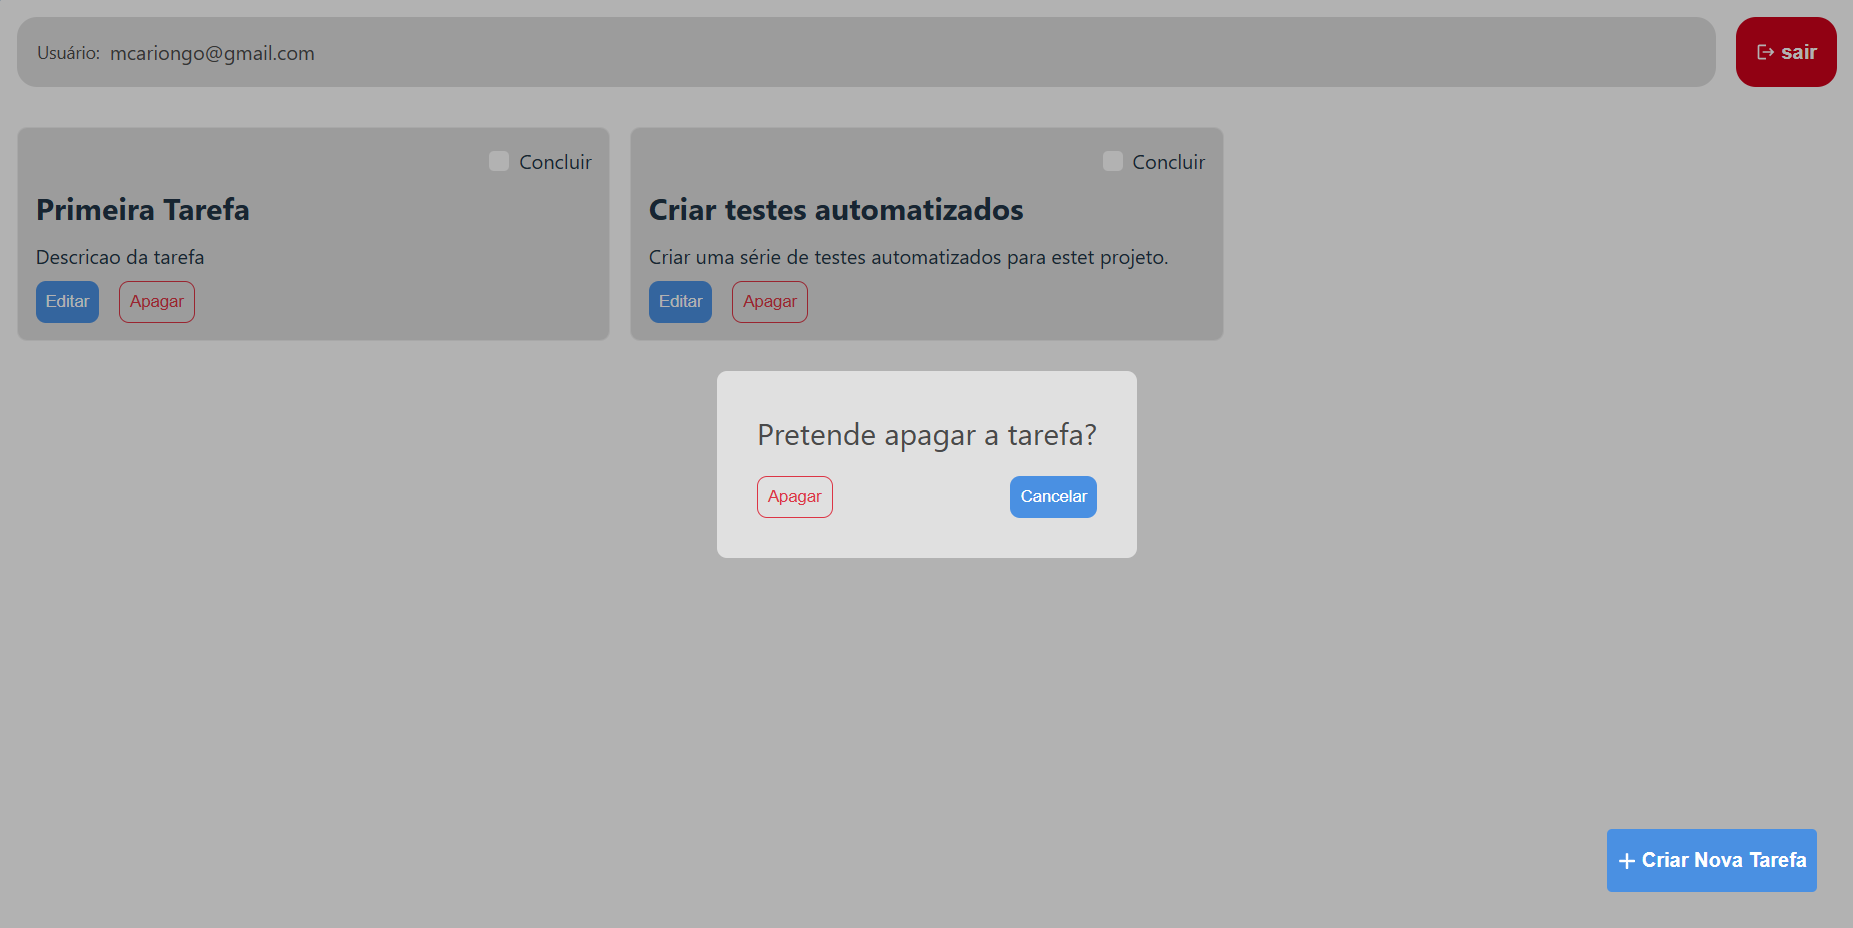 Usuário: mcariongo@gmail.com
sair
Concluir
Primeira Tarefa
Descricao da tarefa
Editar Apagar
Concluir
Criar testes automatizados
Criar uma série de testes automatizados para estet projeto.
Editar Apagar
Pretende apagar a tarefa?
Apagar Cancelar
+ Criar Nova Tarefa